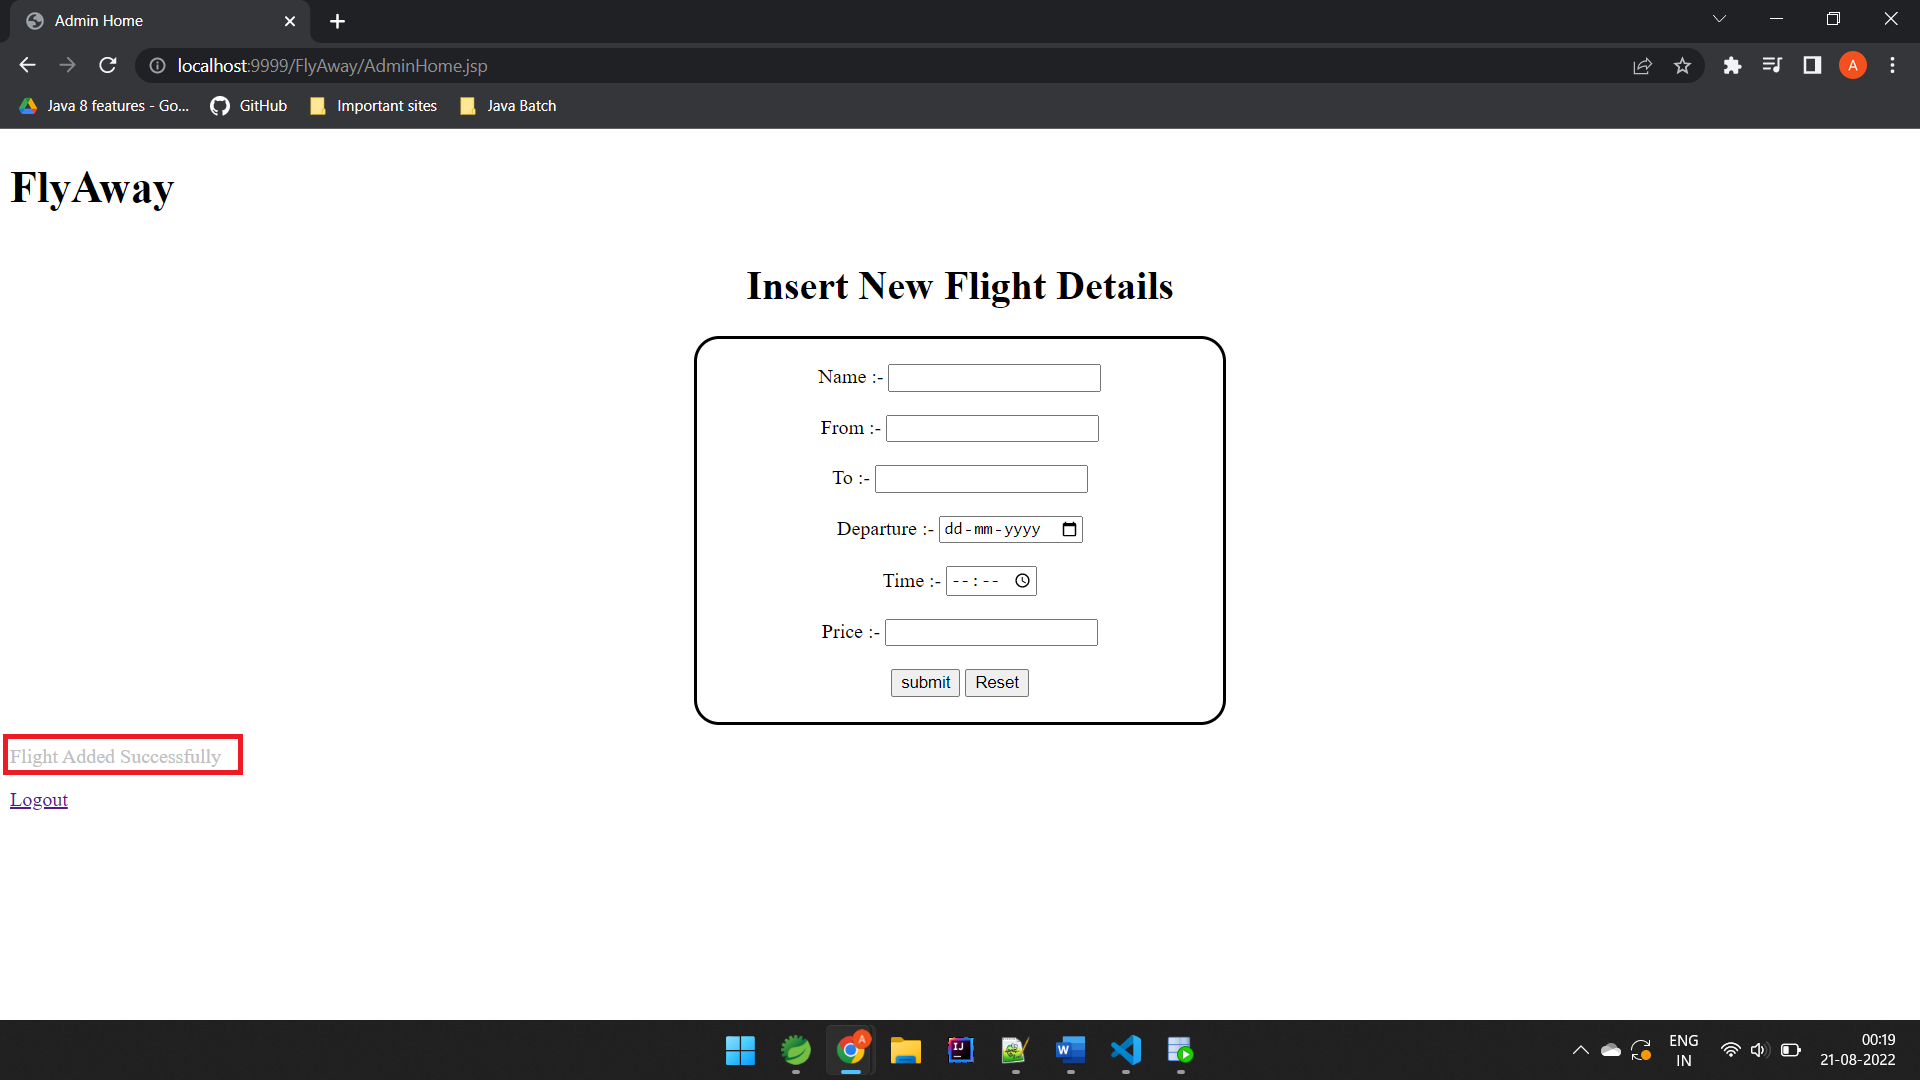 Admin Home
localhost:9999/FlyAway/AdminHome.jsp
A
Java 8 features - Go...
GitHub
Important sites
Java Batch
FlyAway
Insert New Flight Details
Name :-
From :-
To :-
Departure :- dd-mm-yyyy
Time :- --:--
Price :-
submit Reset
Flight Added Successfully
Logout
A
IJ
W
ENG
IN
00:19
21-08-2022